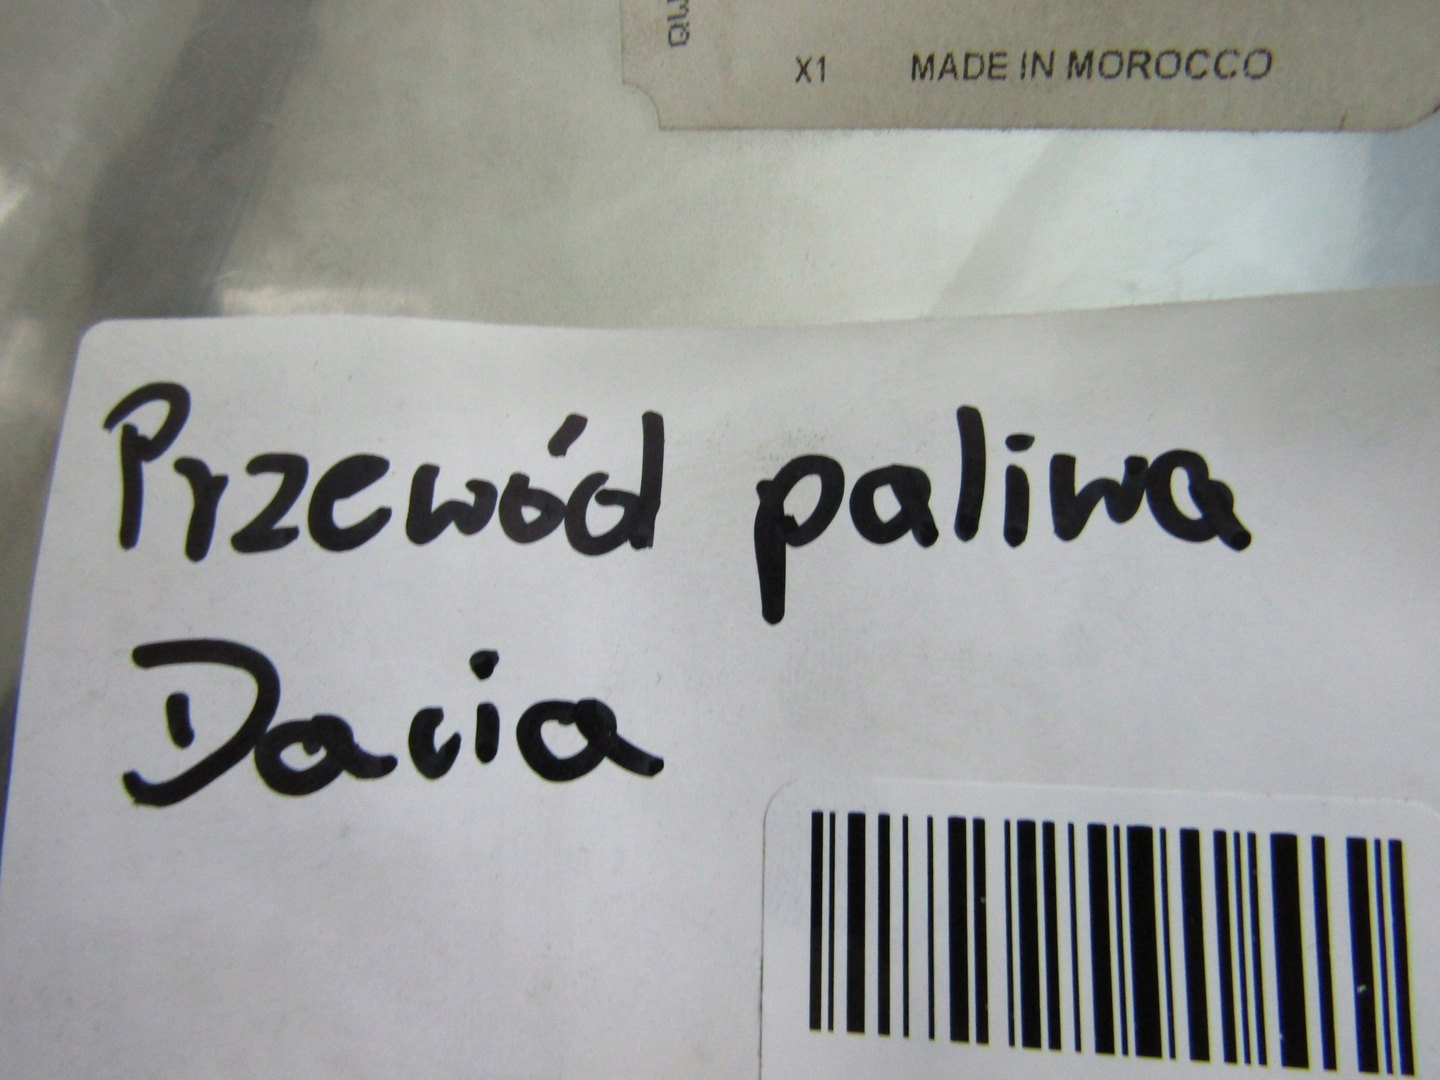 X1 MADE IN MOROCCO
Przewód paliwa
Dacia